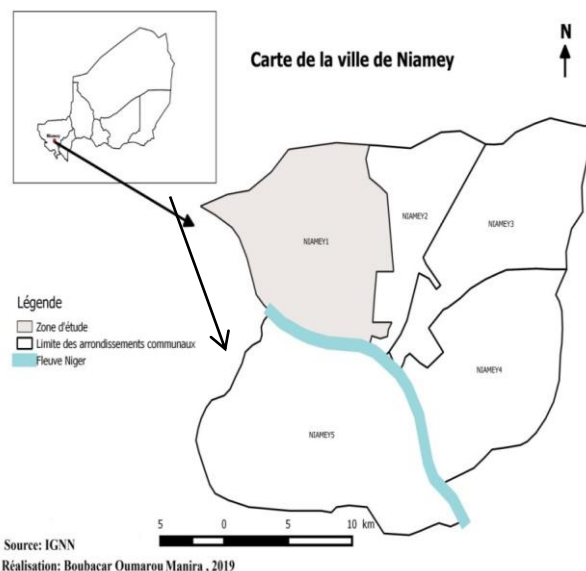 Carte de la ville de Niamey
N
Niamey
NIAMEY1
NIAMEY2
NIAMEY3
Légende
Zone d'étude
Limite des arrondissements communaux
Fleuve Niger
NIAMEY4
NIAMEY5
5 0 5 10 km
Source: IGNN
Réalisation: Boubacar Oumarou Manira , 2019